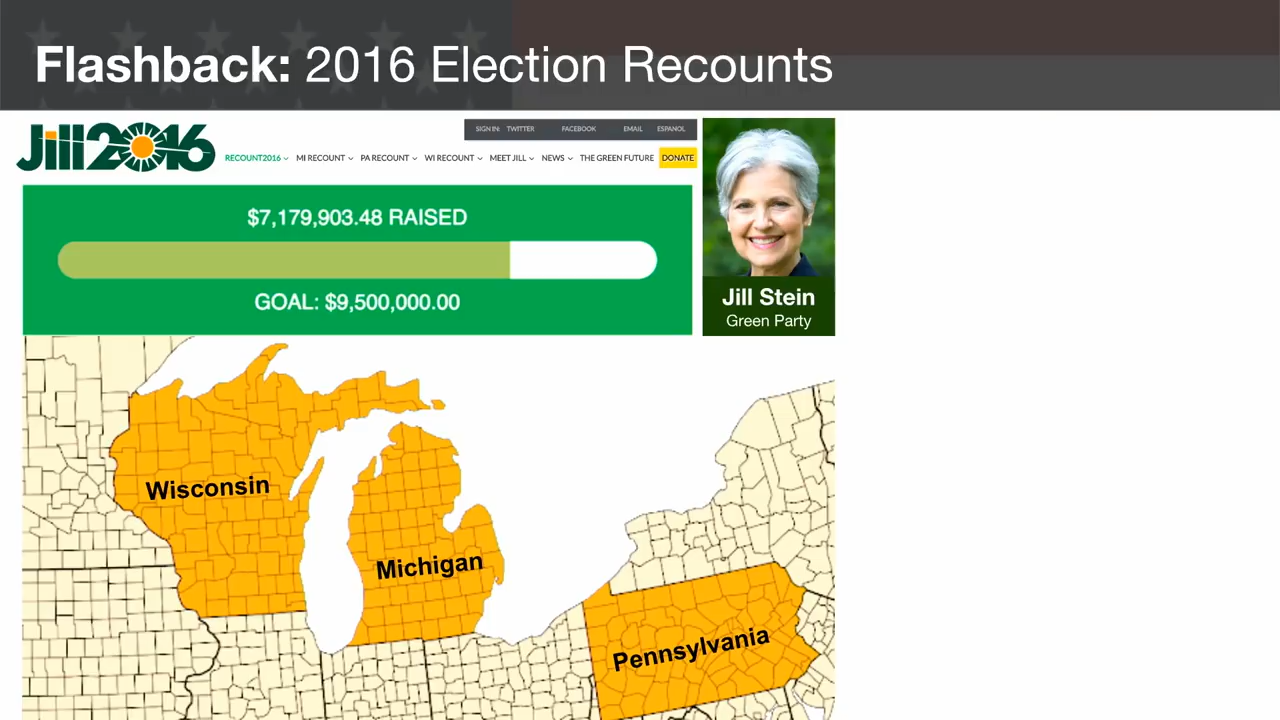 Flashback: 2016 Election Recounts
Jill2016
SIGN IN: TWITTER FACEBOOK EMAIL ESPANOL
RECOUNT2016 MI RECOUNT PA RECOUNT WI RECOUNT MEET JILL NEWS THE GREEN FUTURE DONATE
$7,179,903.48 RAISED
GOAL: $9,500,000.00
Jill Stein
Green Party
Wisconsin
Michigan
Pennsylvania